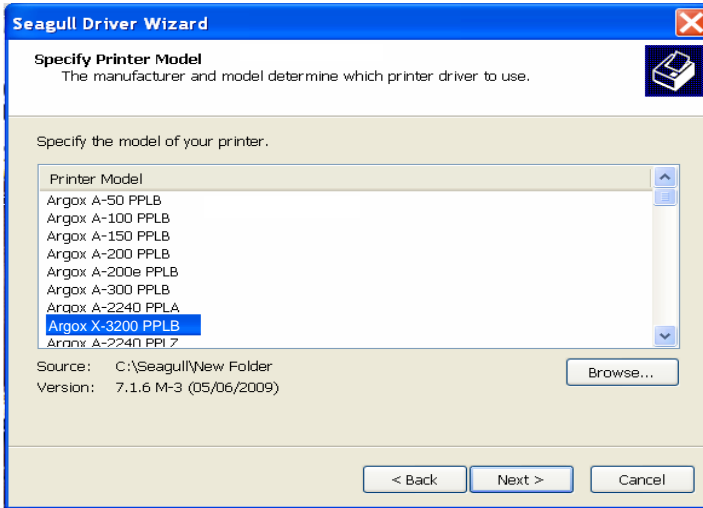 Seagull Driver Wizard
Specify Printer Model
The manufacturer and model determine which printer driver to use.
Specify the model of your printer.
Printer Model
Argox A-50 PPLB
Argox A-100 PPLB
Argox A-150 PPLB
Argox A-200 PPLB
Argox A-200e PPLB
Argox A-300 PPLB
Argox A-2240 PPLA
Argox X-3200 PPLB
Argox A-2240 PPLZ
Source: C:\Seagull\New Folder
Browse...
Version: 7.1.6 M-3 (05/06/2009)
< Back Next > Cancel